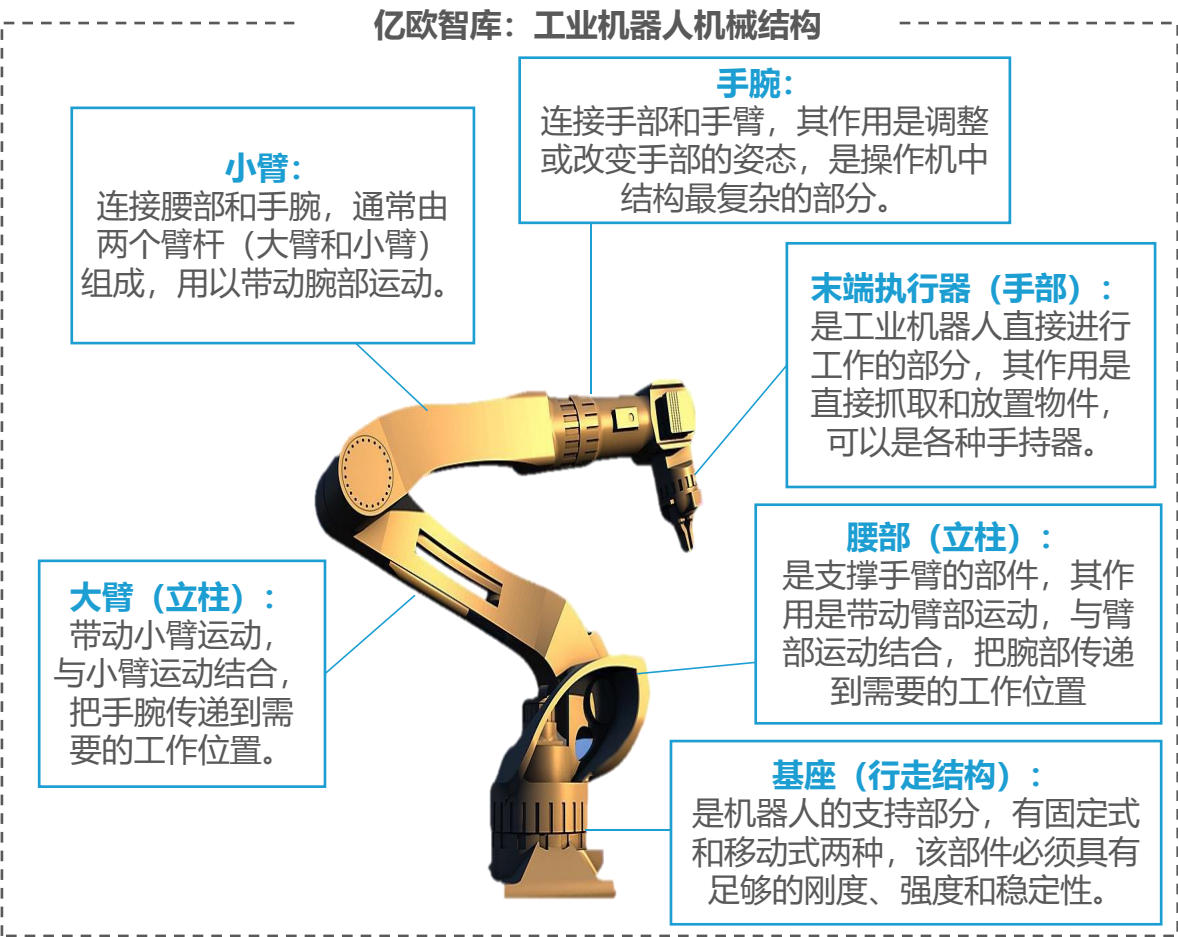 亿欧智库：工业机器人机械结构
手腕：
连接手部和手臂，其作用是调整
或改变手部的姿态，是操作机中
结构最复杂的部分。
小臂：
连接腰部和手腕，通常由
两个臂杆（大臂和小臂）
组成，用以带动腕部运动。
末端执行器（手部）：
是工业机器人直接进行
工作的部分，其作用是
直接抓取和放置物件，
可以是各种手持器。
腰部（立柱）：
是支撑手臂的部件，其作
用是带动臂部运动，与臂
部运动结合，把腕部传递
到需要的工作位置
大臂（立柱）：
带动小臂运动，
与小臂运动结合，
把手腕传递到需
要的工作位置。
基座（行走结构）：
是机器人的支持部分，有固定式
和移动式两种，该部件必须具有
足够的刚度、强度和稳定性。